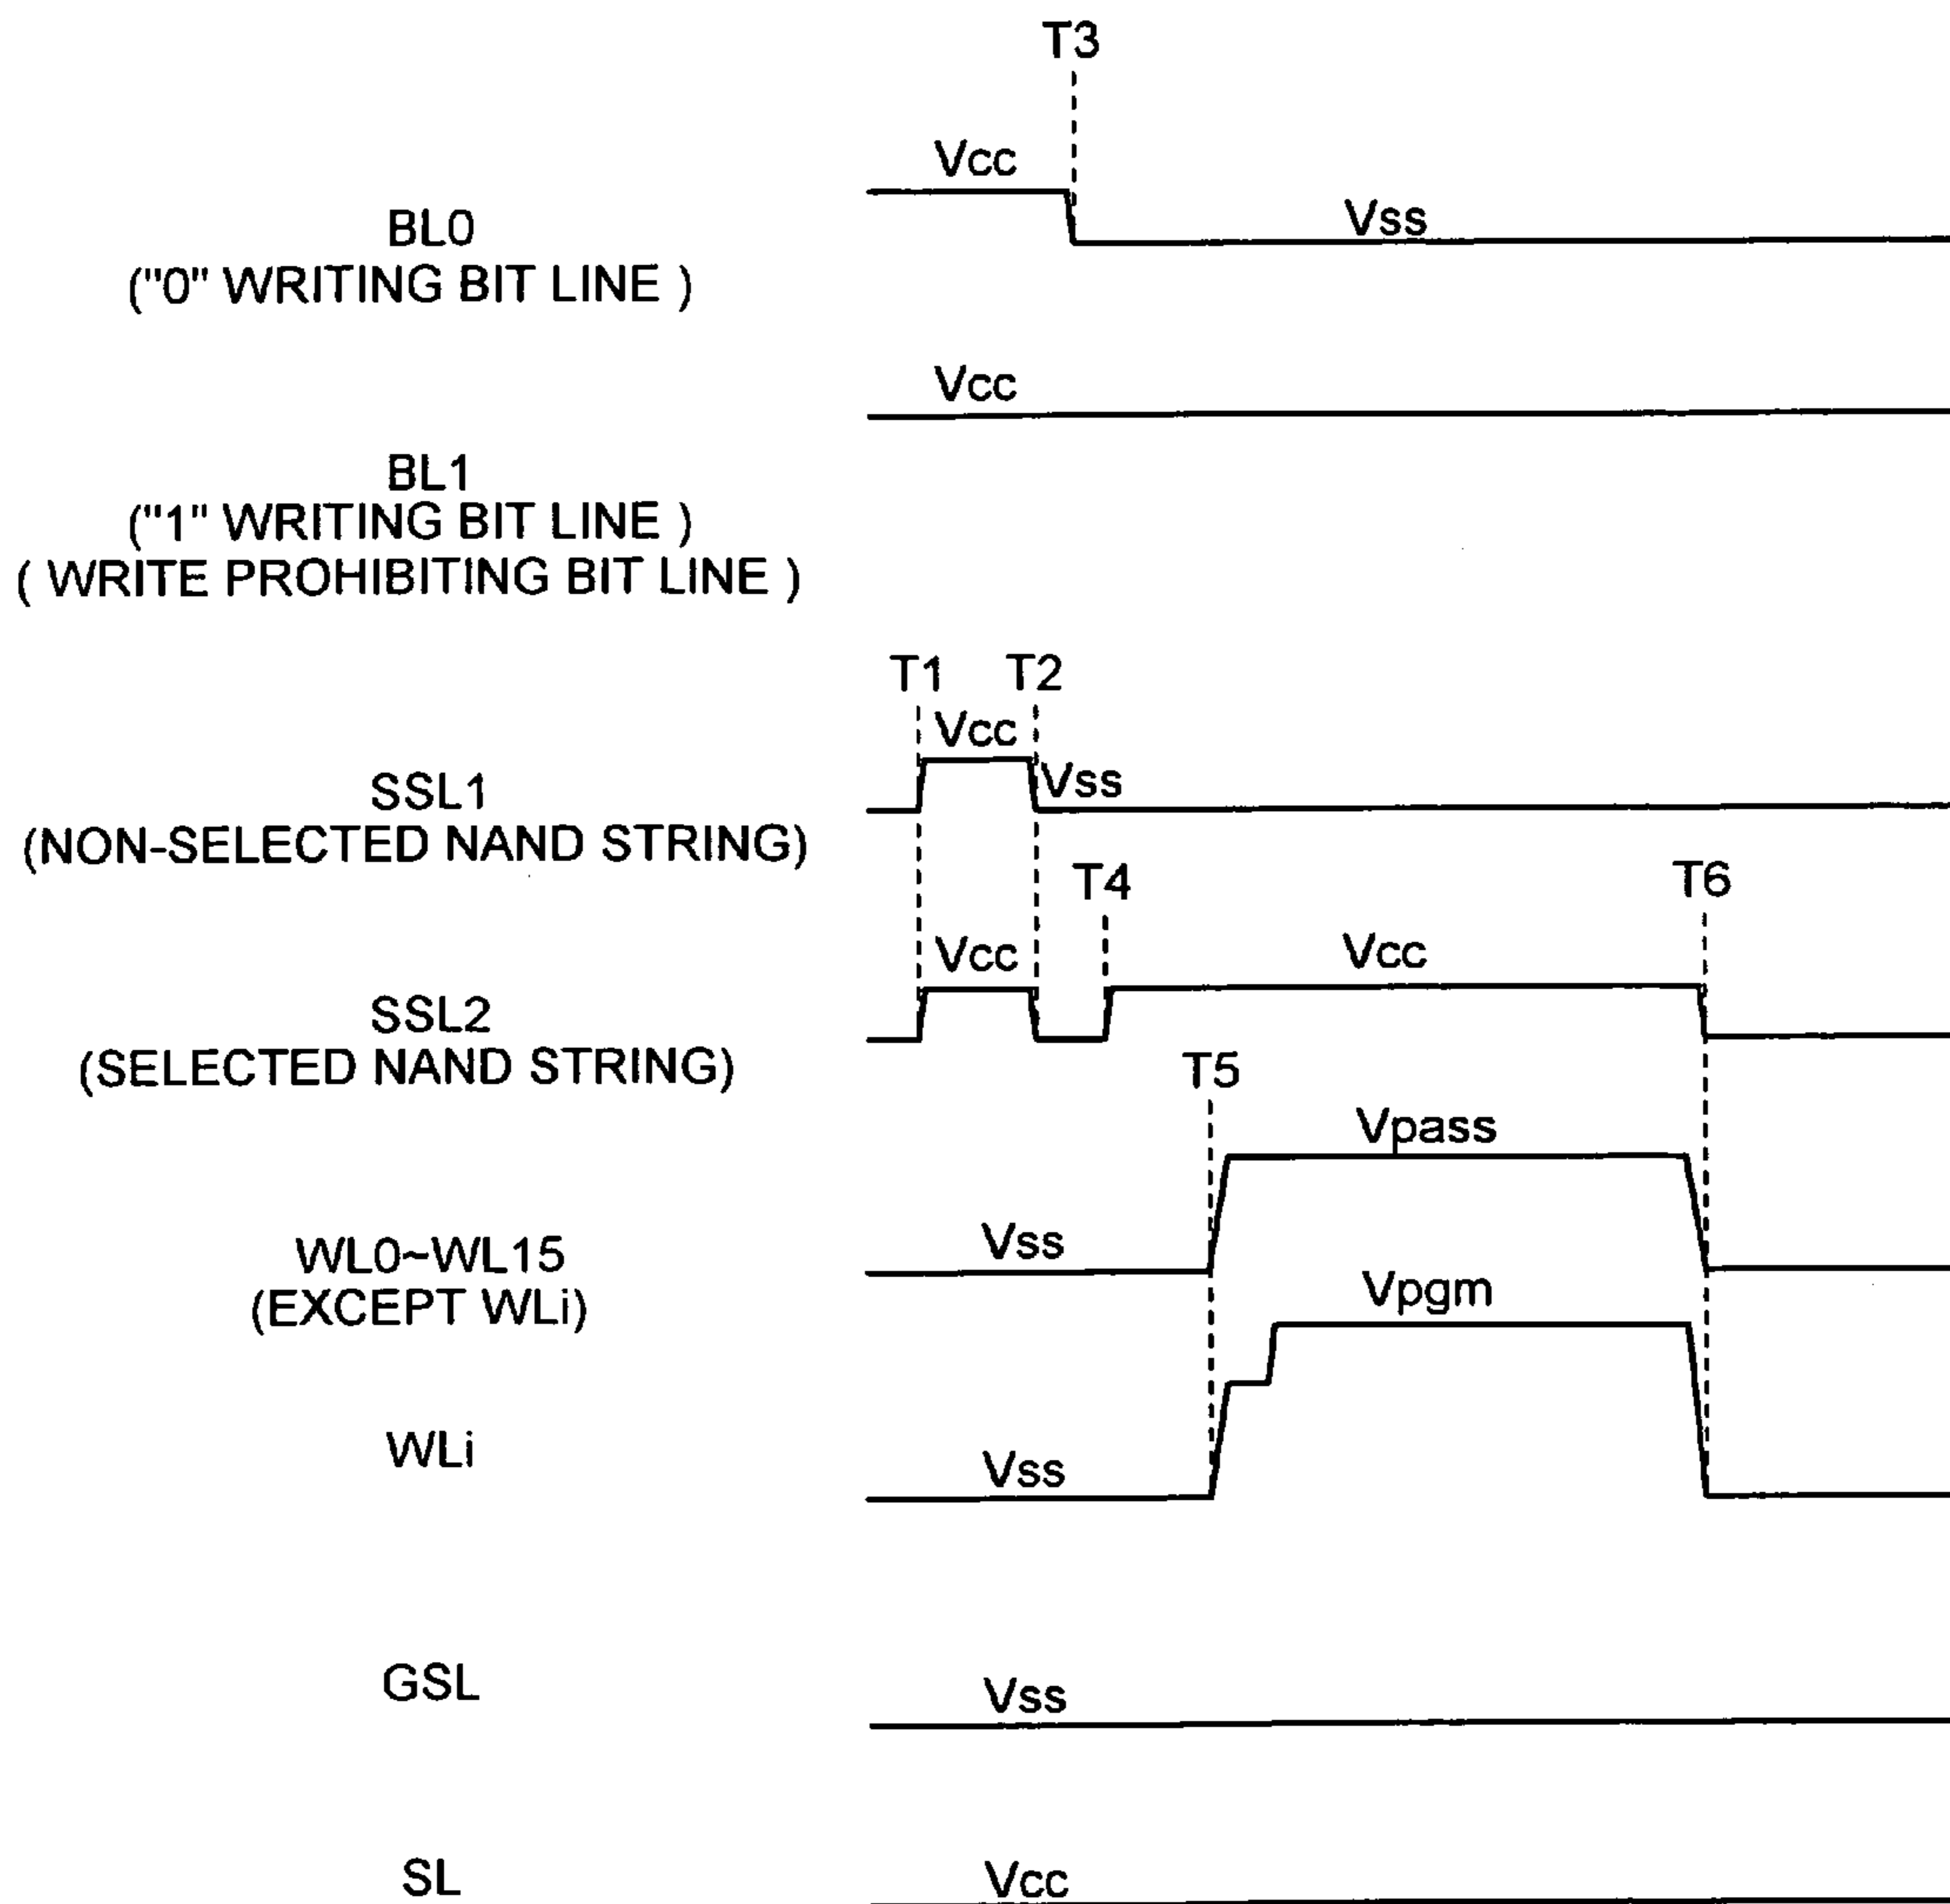 T3
Vcc
BL0
Vss
("0" WRITING BIT LINE )
Vcc
BL1
("1" WRITING BIT LINE )
( WRITE PROHIBITING BIT LINE )
T1 T2
Vcc
SSL1
Vss
(NON-SELECTED NAND STRING)
T4 T6
Vcc Vcc
SSL2
(SELECTED NAND STRING)
T5
Vpass
WL0~WL15
Vss
(EXCEPT WLi)
Vpgm
WLi
Vss
GSL
Vss
SL
Vcc